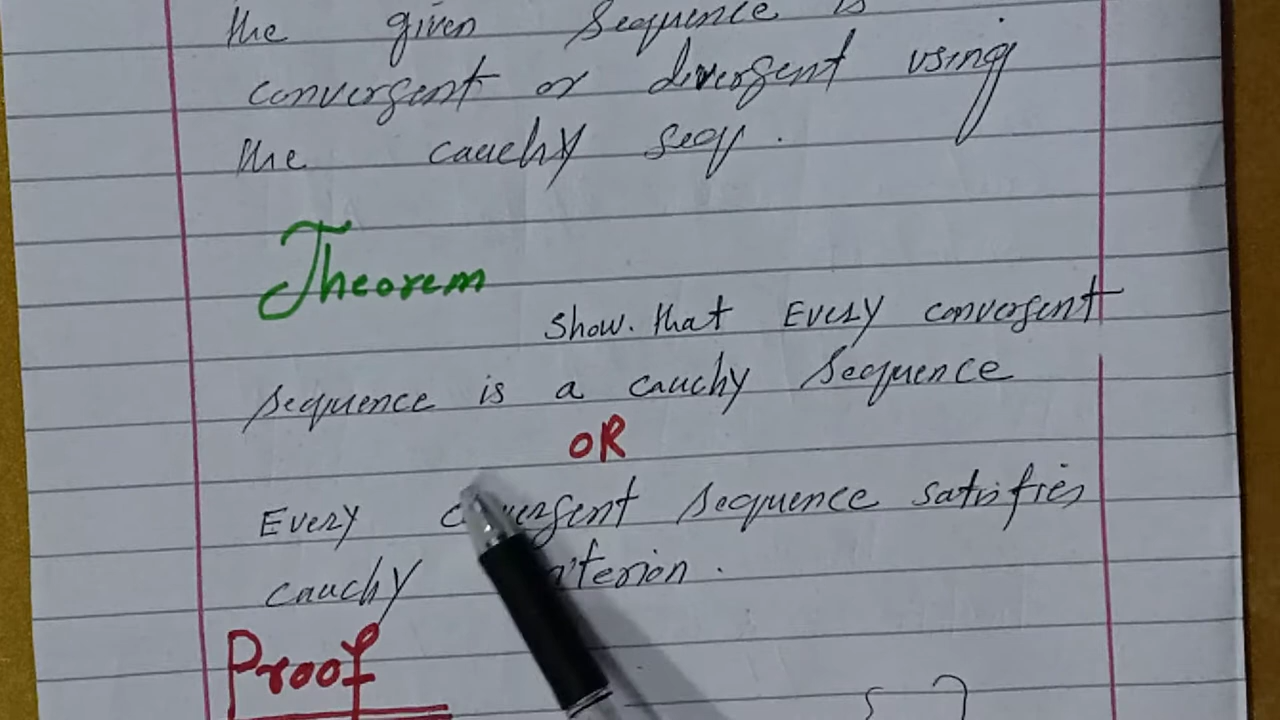 the given sequence is
convergent or divergent using
the cauchy seq.
Theorem
Show that Every convergent
sequence is a cauchy sequence
OR
Every convergent sequence satisfies
cauchy criterion.
Proof